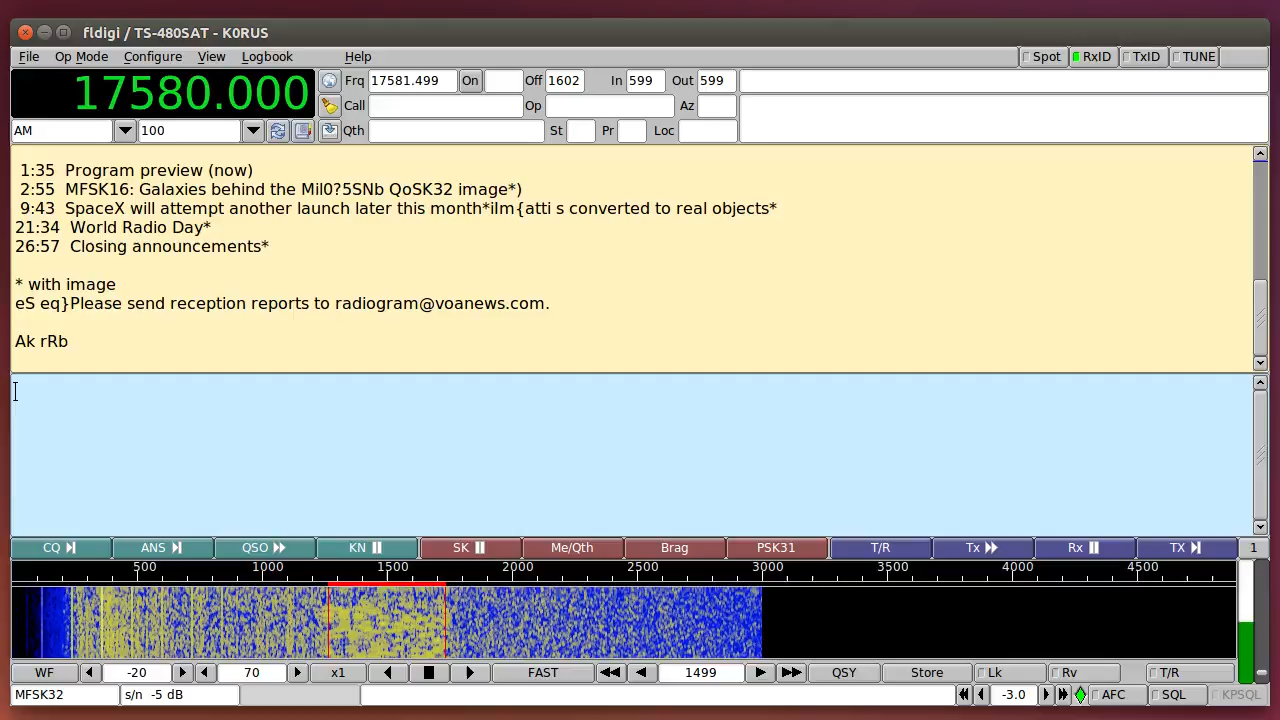 fldigi / TS-480SAT - K0RUS
File Op Mode Configure View Logbook Help Spot RxID TxID TUNE
17580.000
Frq 17581.499 On Off 1602 In 599 Out 599
Call Op Az
AM 100 Qth St Pr Loc
1:35 Program preview (now)
2:55 MFSK16: Galaxies behind the Mil0?5SNb QoSK32 image*)
9:43 SpaceX will attempt another launch later this month*iIm{atti s converted to real objects*
21:34 World Radio Day*
26:57 Closing announcements*
* with image
eS eq}Please send reception reports to radiogram@voanews.com.
Ak rRb
CQ ANS QSO KN SK Me/Qth Brag PSK31 T/R Tx Rx TX 1
500 1000 1500 2000 2500 3000 3500 4000 4500
WF -20 70 x1 FAST 1499 QSY Store Lk Rv T/R
MFSK32 s/n -5 dB -3.0 AFC SQL KPSQL